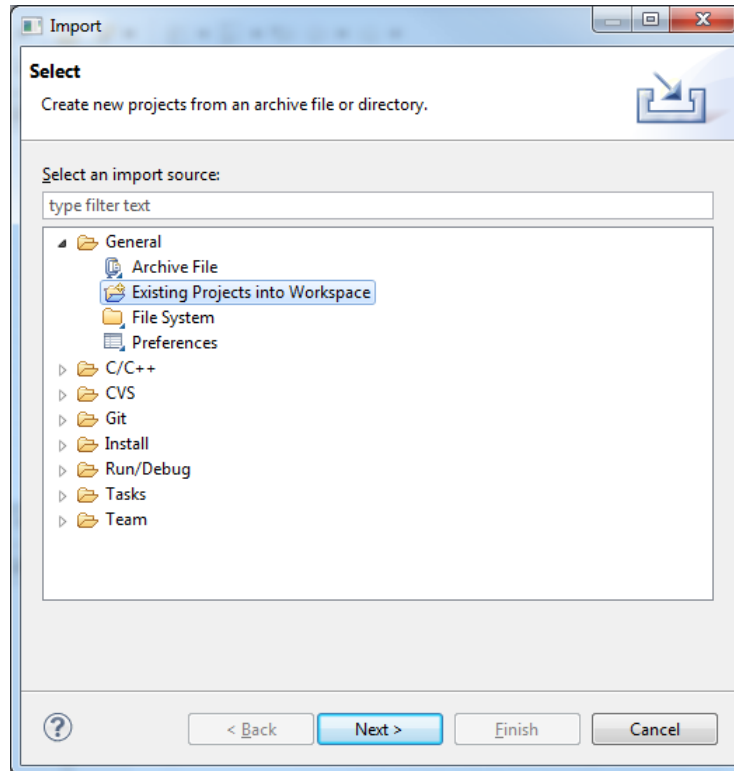 Import
Select
Create new projects from an archive file or directory.
Select an import source:
type filter text
General
Archive File
Existing Projects into Workspace
File System
Preferences
C/C++
CVS
Git
Install
Run/Debug
Tasks
Team
? < Back Next > Finish Cancel